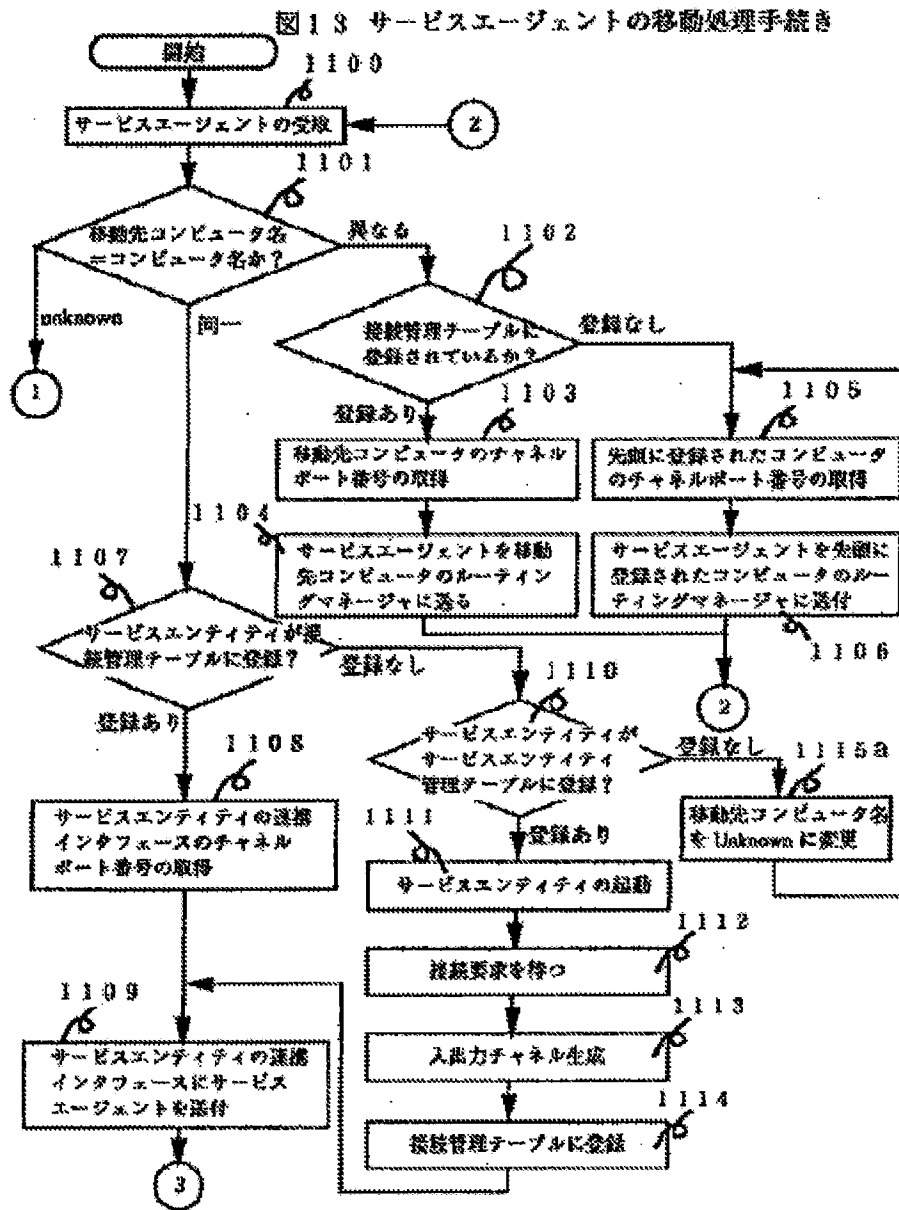 図13 サービスエージェントの移動処理手続き
開始
1100
サービスエージェントの受取
2
1101
移動先コンピュータ名
=コンピュータ名か?
異なる
unknown
同一
1
1102
接続管理テーブルに
登録されているか?
登録なし
登録あり
1103
移動先コンピュータのチャネル
ポート番号の取得
1105
先頭に登録されたコンピュータ
のチャネルポート番号の取得
1104
サービスエージェントを移動
先コンピュータのルーティン
グマネージャに送る
サービスエージェントを先頭に
登録されたコンピュータのルー
ティングマネージャに送付
1106
2
1107
サービスエンティティが連
続管理テーブルに登録?
登録なし
登録あり
1110
サービスエンティティが
サービスエンティティ
管理テーブルに登録?
登録なし
登録あり
1115a
移動先コンピュータ名
をUnknownに変更
1108
サービスエンティティの連携
インタフェースのチャネル
ポート番号の取得
1111
サービスエンティティの起動
1112
接続要求を待つ
1113
入出力チャネル生成
1114
接続管理テーブルに登録
1109
サービスエンティティの連携
インタフェースにサービス
エージェントを送付
3